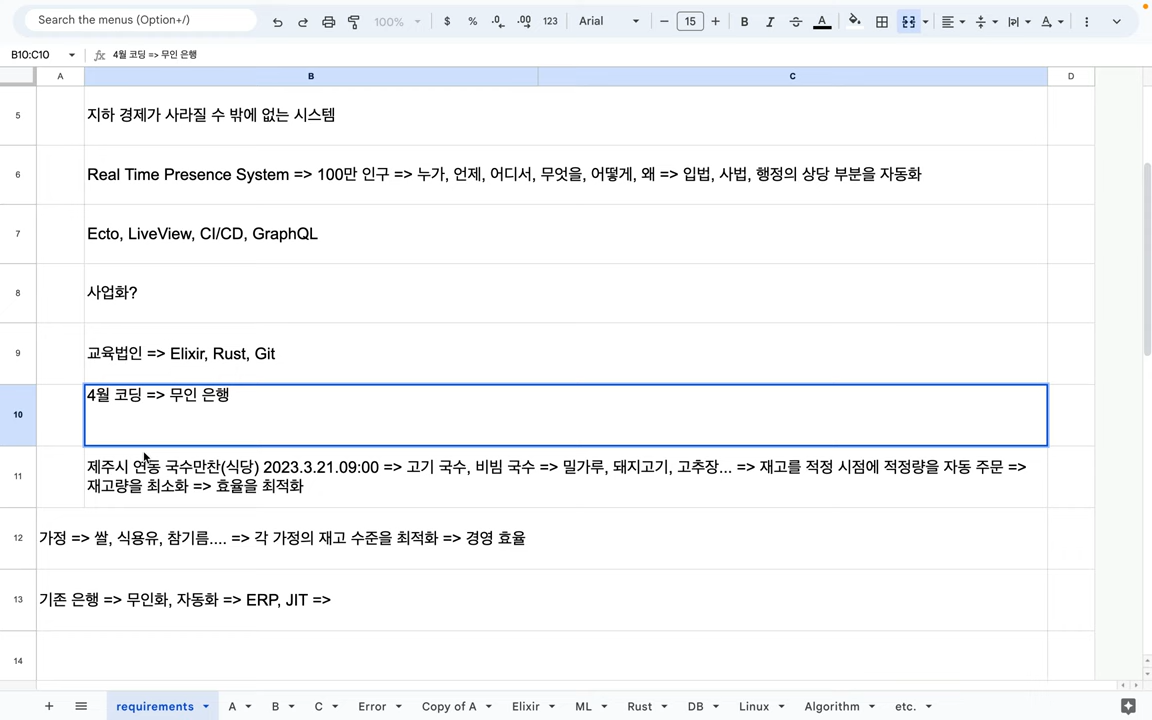 Search the menus (Option+/)
100%
$ % .0 .00 123
Arial
15
B I S A
B10:C10
fx 4월 코딩 => 무인 은행
A B C D
5 지하 경제가 사라질 수 밖에 없는 시스템
6 Real Time Presence System => 100만 인구 => 누가, 언제, 어디서, 무엇을, 어떻게, 왜 => 입법, 사법, 행정의 상당 부분을 자동화
7 Ecto, LiveView, CI/CD, GraphQL
8 사업화?
9 교육법인 => Elixir, Rust, Git
10 4월 코딩 => 무인 은행
11 제주시 연동 국수만찬(식당) 2023.3.21.09:00 => 고기 국수, 비빔 국수 => 밀가루, 돼지고기, 고추장... => 재고를 적정 시점에 적정량을 자동 주문 =>
재고량을 최소화 => 효율을 최적화
12 가정 => 쌀, 식용유, 참기름.... => 각 가정의 재고 수준을 최적화 => 경영 효율
13 기존 은행 => 무인화, 자동화 => ERP, JIT =>
14
requirements A B C Error Copy of A Elixir ML Rust DB Linux Algorithm etc.